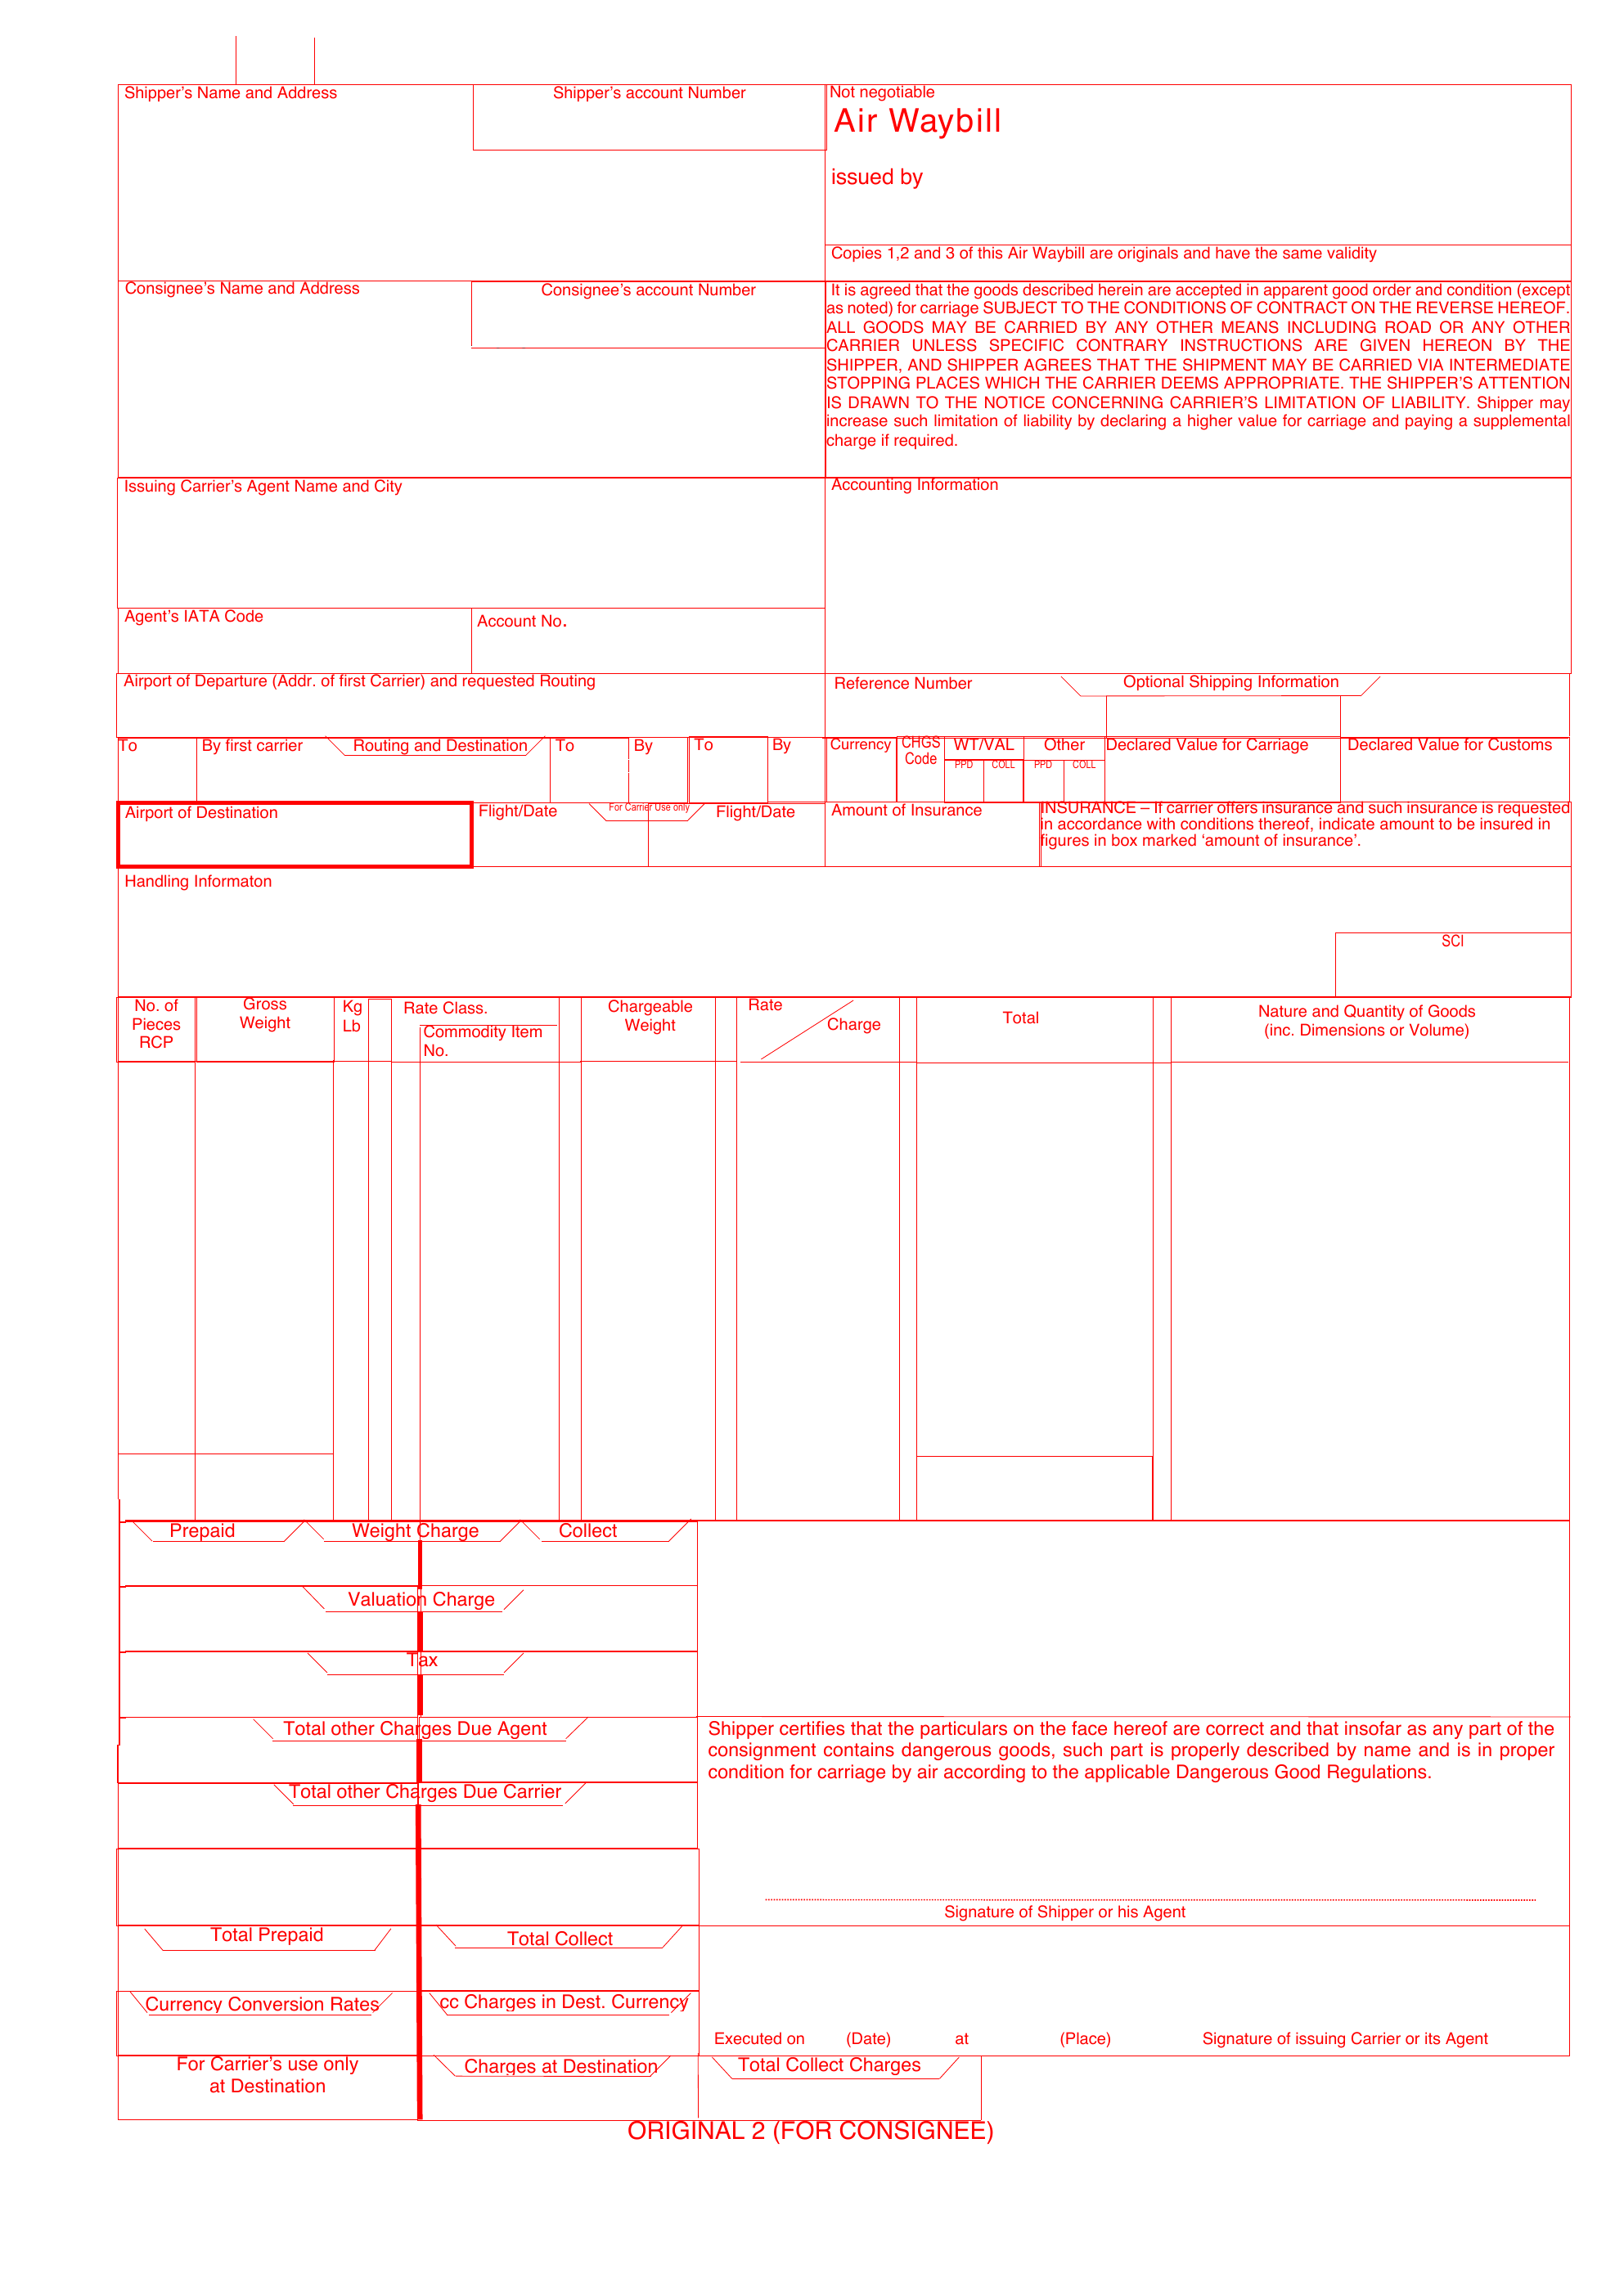 Shipper’s Name and Address
Shipper’s account Number
Not negotiable
Air Waybill
issued by
Copies 1,2 and 3 of this Air Waybill are originals and have the same validity
Consignee’s Name and Address
Consignee’s account Number
It is agreed that the goods described herein are accepted in apparent good order and condition (except
as noted) for carriage SUBJECT TO THE CONDITIONS OF CONTRACT ON THE REVERSE HEREOF.
ALL GOODS MAY BE CARRIED BY ANY OTHER MEANS INCLUDING ROAD OR ANY OTHER
CARRIER UNLESS SPECIFIC CONTRARY INSTRUCTIONS ARE GIVEN HEREON BY THE
SHIPPER, AND SHIPPER AGREES THAT THE SHIPMENT MAY BE CARRIED VIA INTERMEDIATE
STOPPING PLACES WHICH THE CARRIER DEEMS APPROPRIATE. THE SHIPPER’S ATTENTION
IS DRAWN TO THE NOTICE CONCERNING CARRIER’S LIMITATION OF LIABILITY. Shipper may
increase such limitation of liability by declaring a higher value for carriage and paying a supplemental
charge if required.
Issuing Carrier’s Agent Name and City
Accounting Information
Agent’s IATA Code
Account No.
Airport of Departure (Addr. of first Carrier) and requested Routing
Reference Number
Optional Shipping Information
To
By first carrier
Routing and Destination
To
By
To
By
Currency
CHGS
Code
WT/VAL
PPD
COLL
Other
PPD
COLL
Declared Value for Carriage
Declared Value for Customs
Airport of Destination
Flight/Date
For Carrier Use only
Flight/Date
Amount of Insurance
INSURANCE – If carrier offers insurance and such insurance is requested
in accordance with conditions thereof, indicate amount to be insured in
figures in box marked ‘amount of insurance’.
Handling Informaton
SCI
No. of
Pieces
RCP
Gross
Weight
Kg
Lb
Rate Class.
Commodity Item
No.
Chargeable
Weight
Rate
Charge
Total
Nature and Quantity of Goods
(inc. Dimensions or Volume)
Prepaid
Weight Charge
Collect
Valuation Charge
Tax
Total other Charges Due Agent
Shipper certifies that the particulars on the face hereof are correct and that insofar as any part of the
consignment contains dangerous goods, such part is properly described by name and is in proper
condition for carriage by air according to the applicable Dangerous Good Regulations.
Total other Charges Due Carrier
Signature of Shipper or his Agent
Total Prepaid
Total Collect
Currency Conversion Rates
cc Charges in Dest. Currency
Executed on (Date) at (Place) Signature of issuing Carrier or its Agent
For Carrier’s use only
at Destination
Charges at Destination
Total Collect Charges
ORIGINAL 2 (FOR CONSIGNEE)